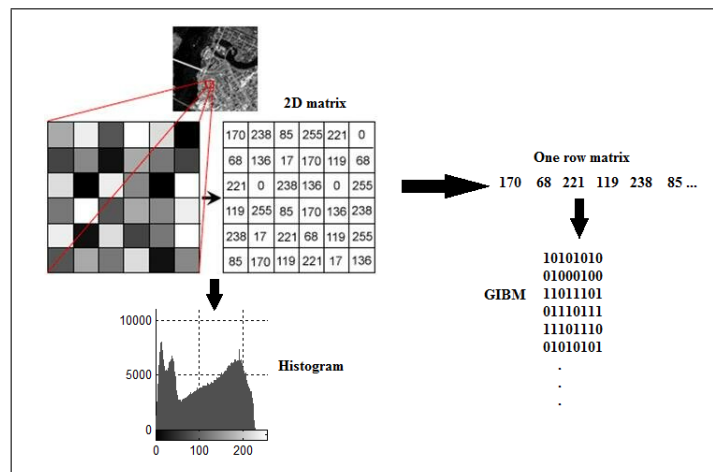 2D matrix
170 238 85 255 221 0
68 136 17 170 119 68
221 0 238 136 0 255
119 255 85 170 136 238
238 17 221 68 119 255
85 170 119 221 17 136
One row matrix
170 68 221 119 238 85 ...
10101010
01000100
GIBM 11011101
01110111
11101110
01010101
.
.
.
10000
5000
0
0 100 200
Histogram